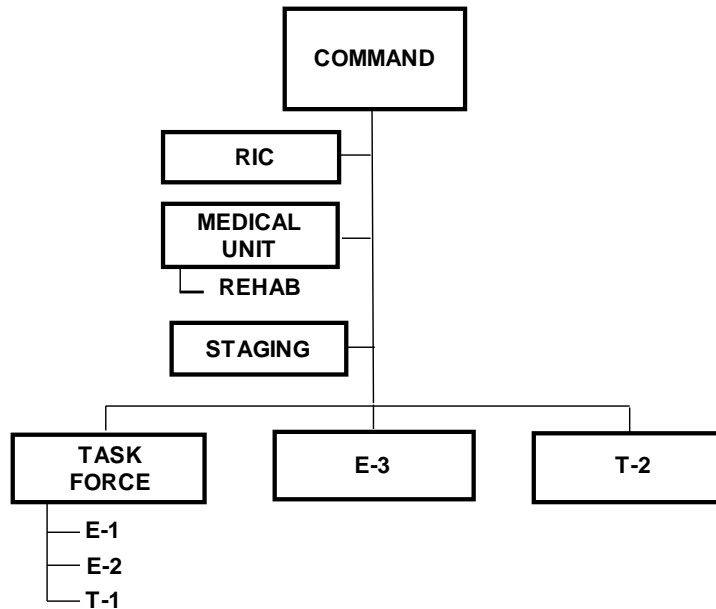 COMMAND
RIC
MEDICAL
UNIT
REHAB
STAGING
TASK
FORCE
E-3
T-2
E-1
E-2
T-1